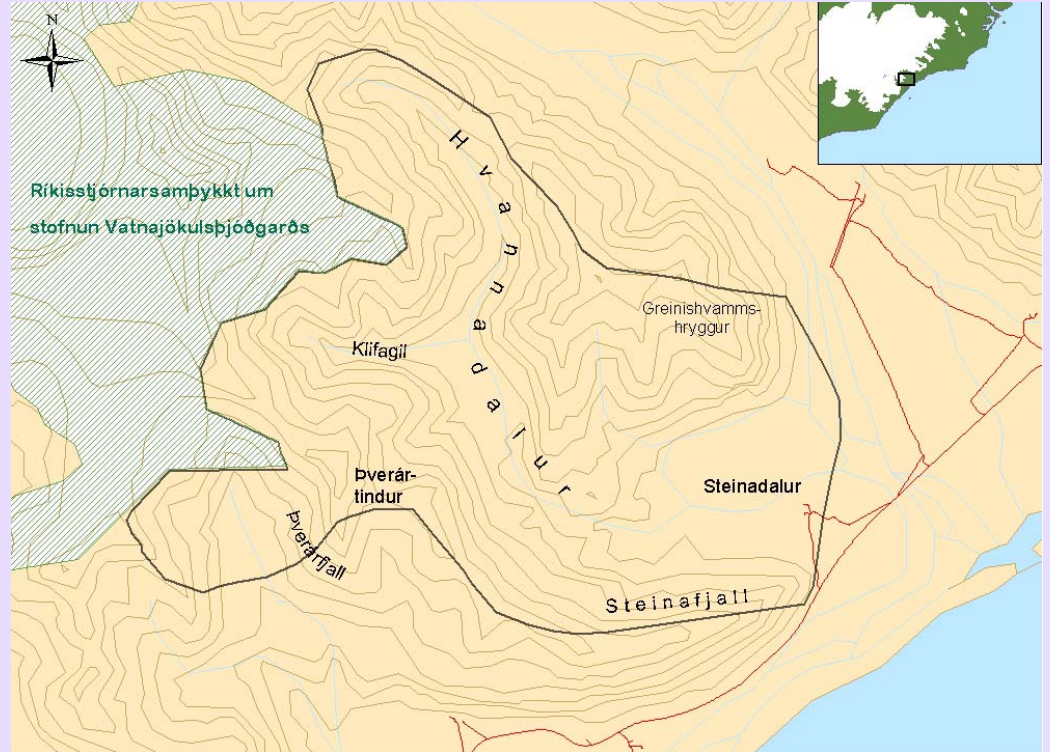 N
Ríkisstjórnarsamþykkt um
stofnun Vatnajökulsþjóðgarðs
Hvannadalur
Greinishvamms-
hryggur
Klifagil
Þverár-
tindur
Steinadalur
Þverárfjall
Steinafjall